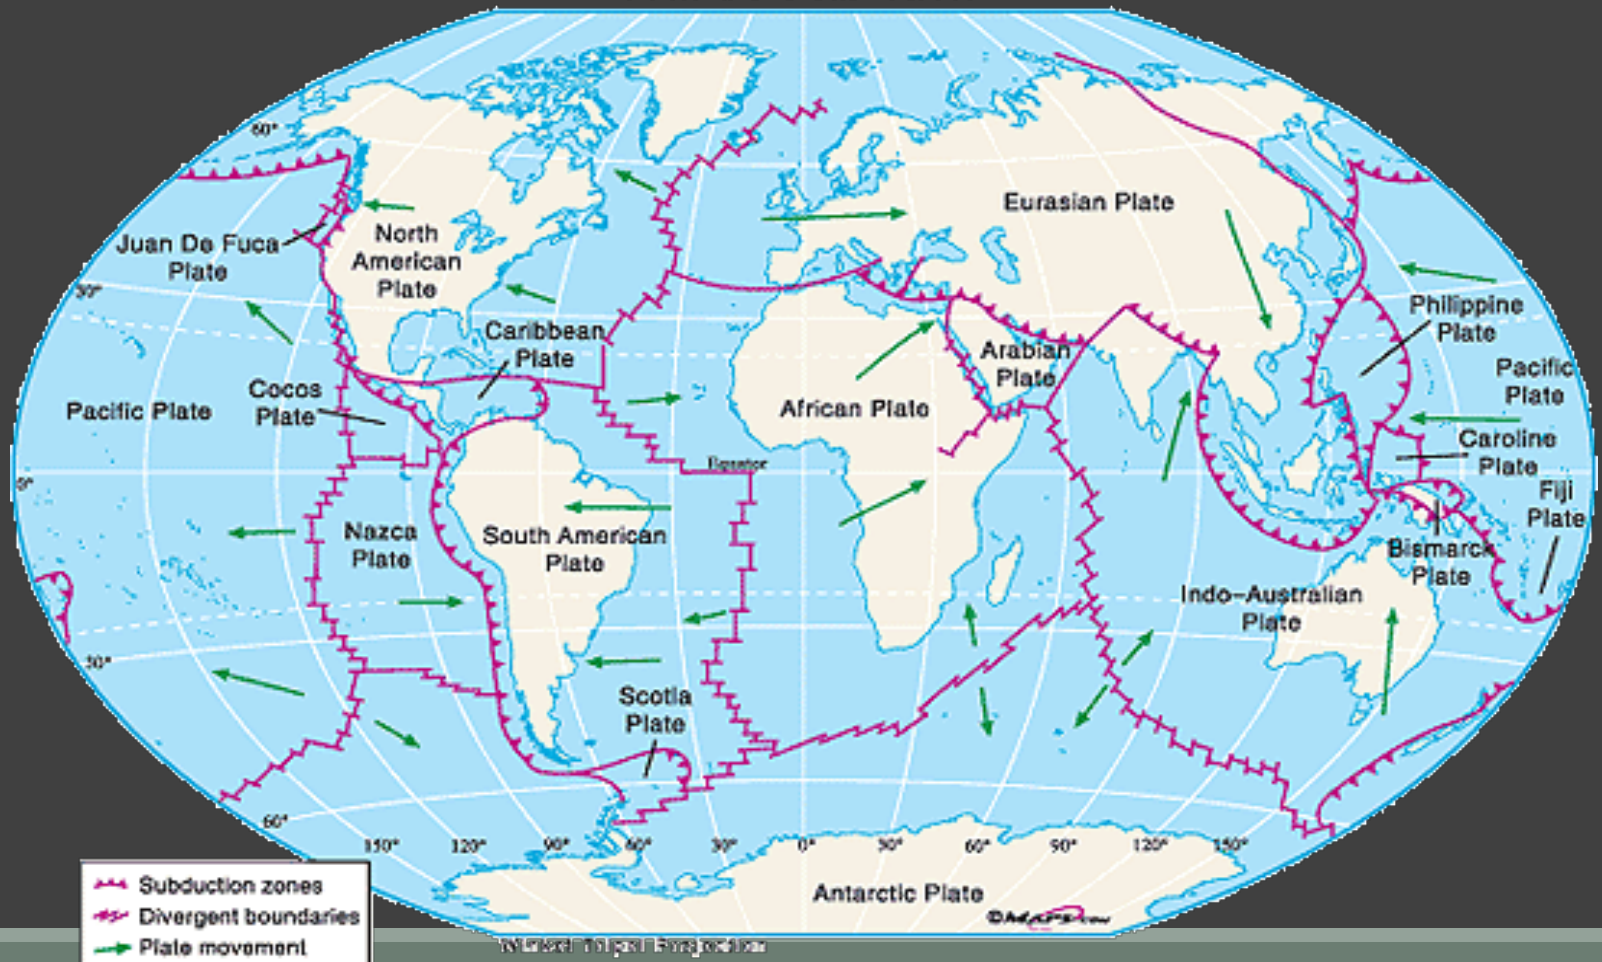 60°
Eurasian Plate
Juan De Fuca
Plate
North
American
Plate
30°
Philippine
Plate
Caribbean
Plate
Arabian
Plate
Pacific
Plate
Cocos
Plate
Pacific Plate
African Plate
Caroline
Plate
Equator
0°
Fiji
Plate
Nazca
Plate
South American
Plate
Bismarck
Plate
Indo-Australian
Plate
30°
Scotia
Plate
60°
150° 120° 90° 60° 30° 0° 30° 60° 90° 120° 150°
Antarctic Plate
Subduction zones
Divergent boundaries
Plate movement